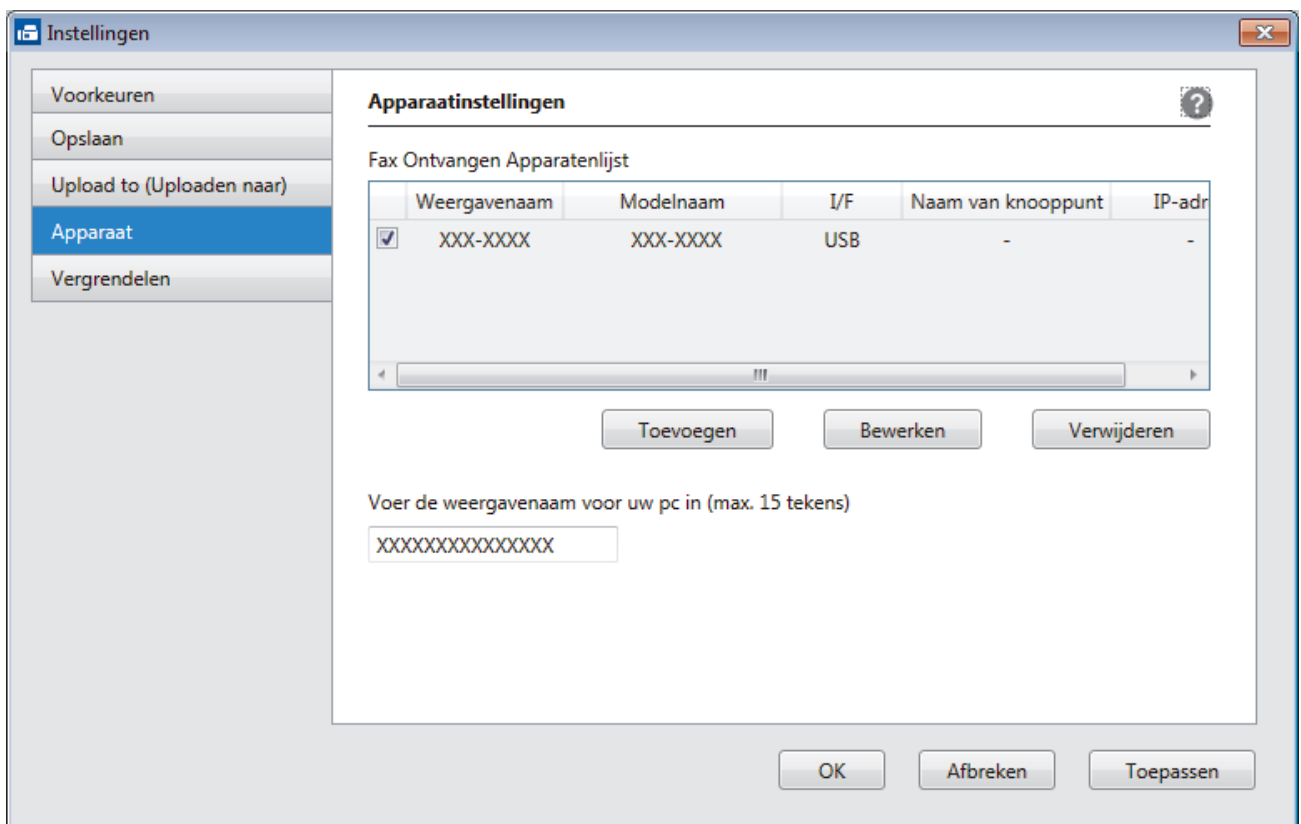 Instellingen
Voorkeuren
Opslaan
Upload to (Uploaden naar)
Apparaat
Vergrendelen
Apparaatinstellingen
?
Fax Ontvangen Apparatenlijst
Weergavenaam Modelnaam I/F Naam van knooppunt IP-adr
XXX-XXXX XXX-XXXX USB - -
Toevoegen Bewerken Verwijderen
Voer de weergavenaam voor uw pc in (max. 15 tekens)
XXXXXXXXXXXXXXX
OK Afbreken Toepassen